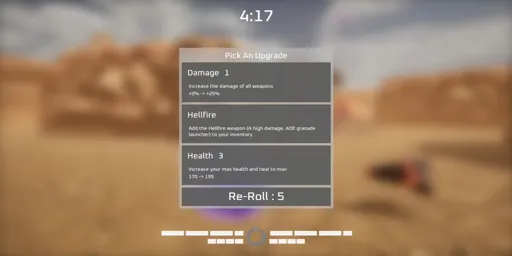 4:17
Pick An Upgrade
Damage 1
Increase the damage of all weapons
+0% -> +25%
Hellfire
Add the Hellfire weapon (A high damage, AOE granade
launcher) to your inventory
Health 3
Increase your max health and heal to max
170 -> 195
Re-Roll : 5